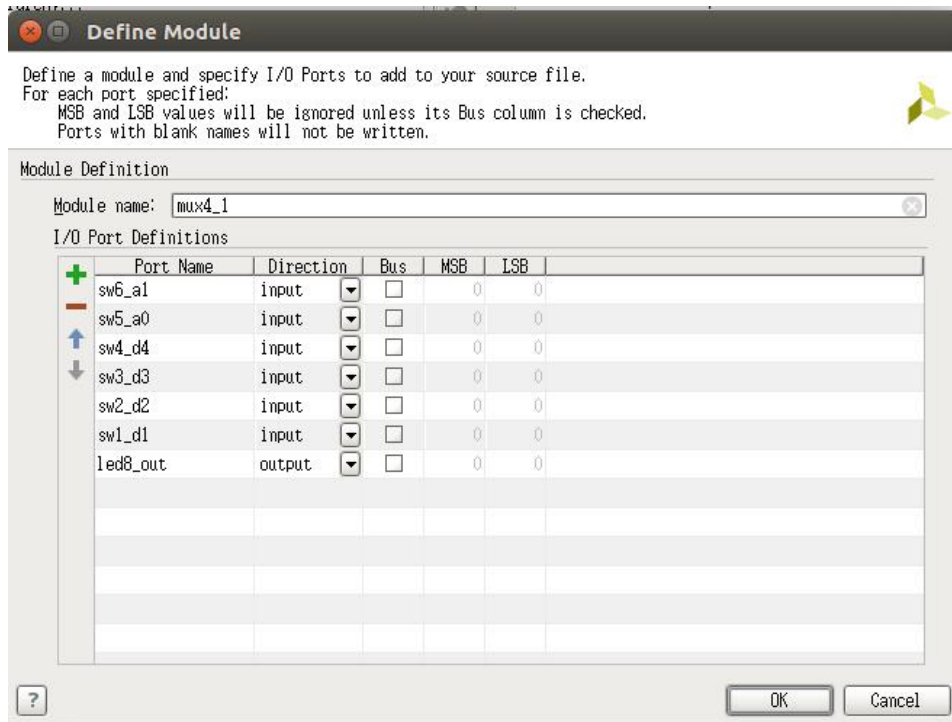 Define Module
Define a module and specify I/O Ports to add to your source file.
For each port specified:
MSB and LSB values will be ignored unless its Bus column is checked.
Ports with blank names will not be written.
Module Definition
Module name: mux4_1
I/O Port Definitions
Port Name Direction Bus MSB LSB
sw6_a1 input 0 0
sw5_a0 input 0 0
sw4_d4 input 0 0
sw3_d3 input 0 0
sw2_d2 input 0 0
sw1_d1 input 0 0
led8_out output 0 0
? OK Cancel